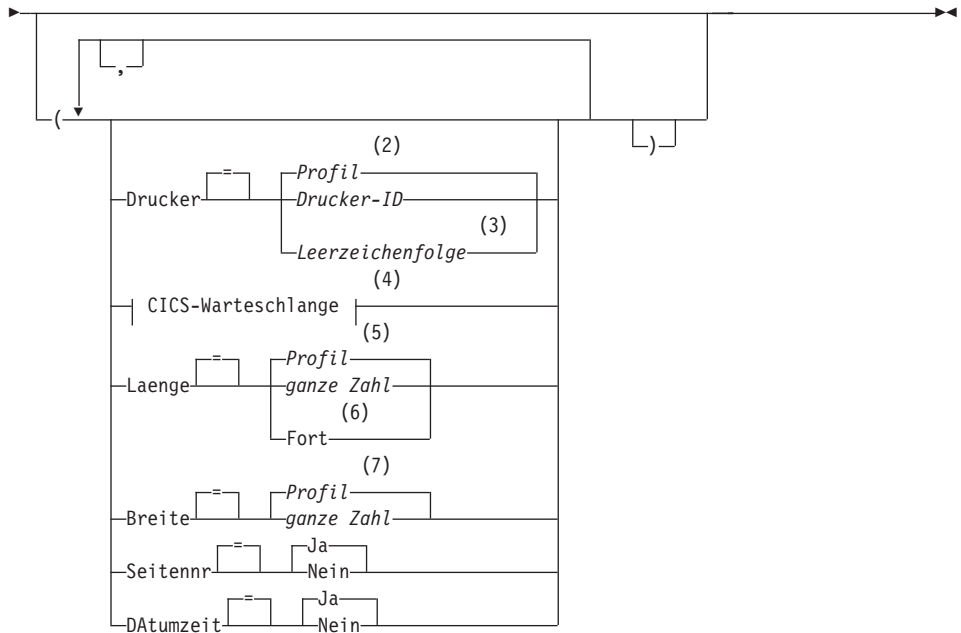 ,
(
(2)
Profil
Drucker = Drucker-ID )
(3)
Leerzeichenfolge
(4)
CICS-Warteschlange
(5)
= Profil
Laenge ganze Zahl
(6)
Fort
(7)
= Profil
Breite ganze Zahl
= Ja
Seitennr Nein
= Ja
DAtumzeit Nein